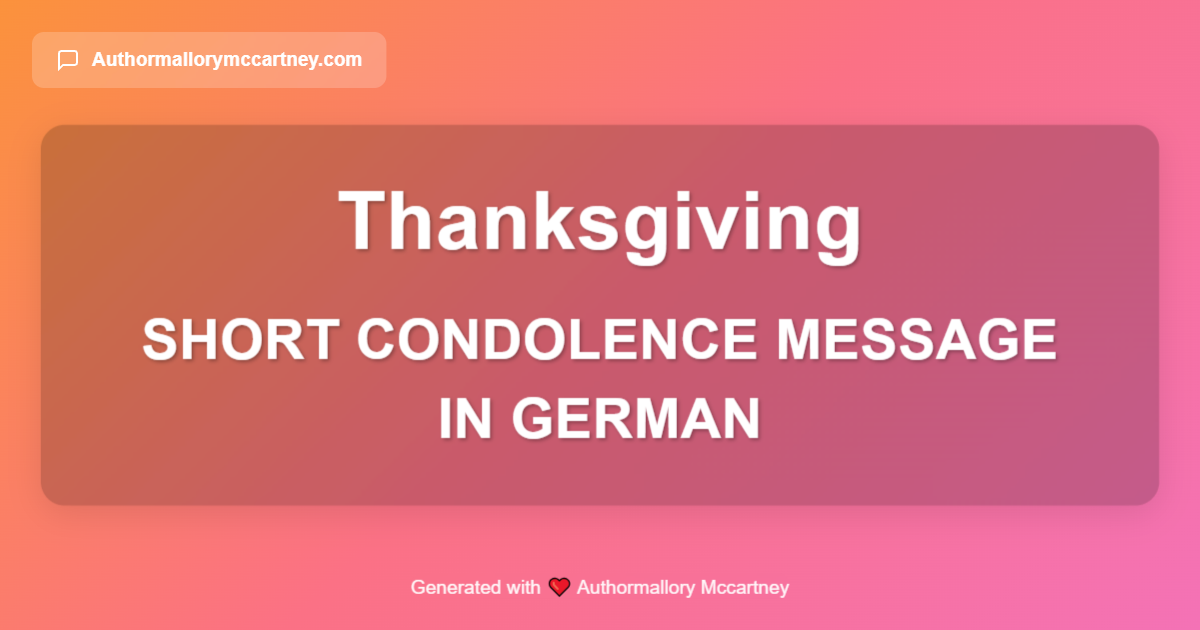 Authormallorymccartney.com
Thanksgiving
SHORT CONDOLENCE MESSAGE
IN GERMAN
Generated with ❤️ Authormallory Mccartney